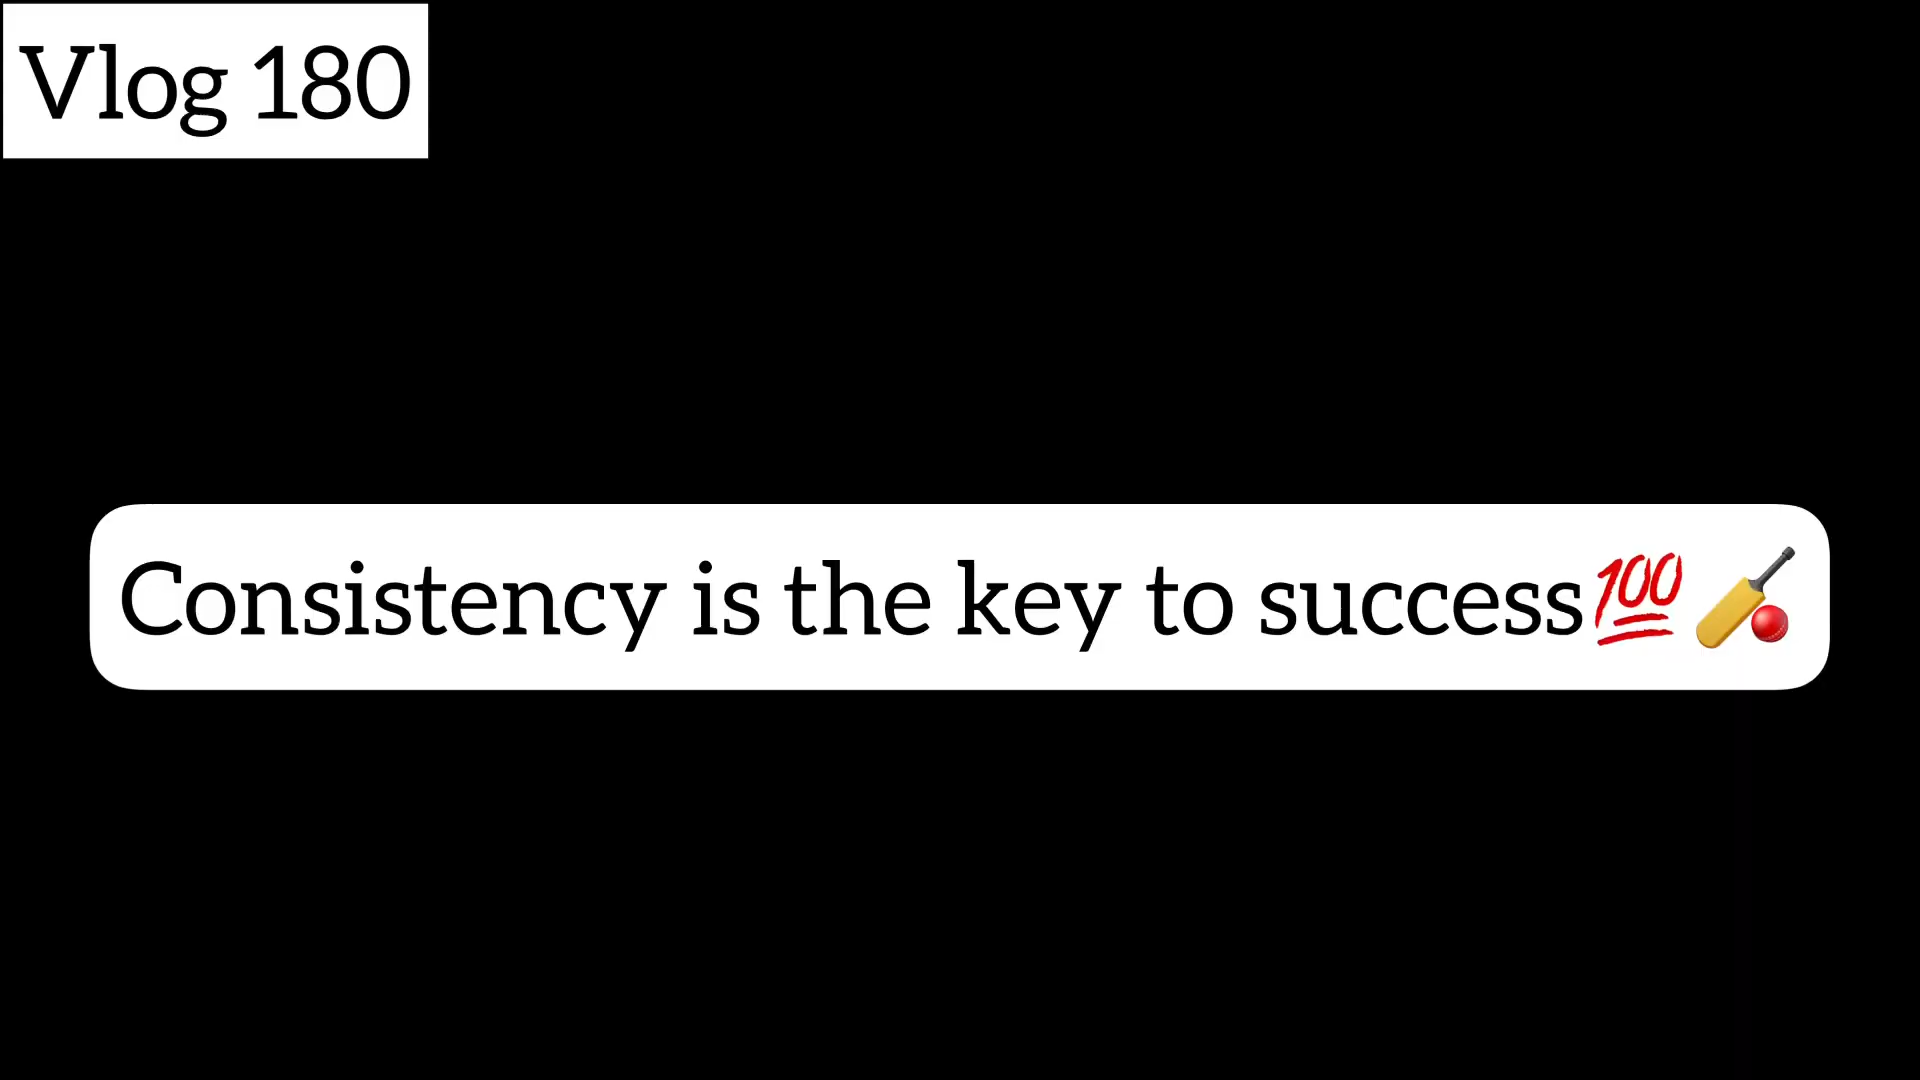 Vlog 180
Consistency is the key to success💯🏏